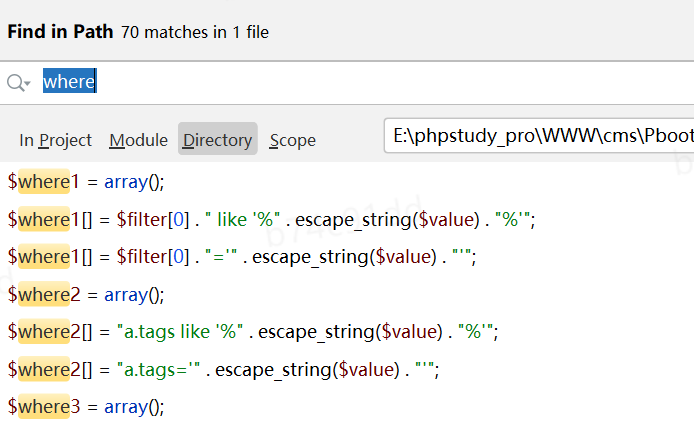 Find in Path 70 matches in 1 file
where
In Project Module Directory Scope E:\phpstudy_pro\WWW\cms\Pboot
$where1 = array();
$where1[] = $filter[0] . " like '%" . escape_string($value) . "%'";
$where1[] = $filter[0] . "='" . escape_string($value) . "'";
$where2 = array();
$where2[] = "a.tags like '%" . escape_string($value) . "%'";
$where2[] = "a.tags='" . escape_string($value) . "'";
$where3 = array();